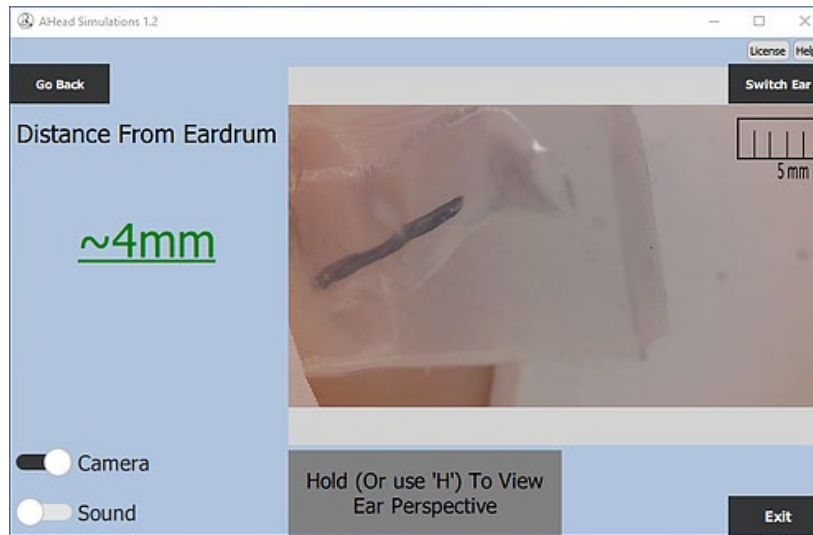 AHead Simulations 1.2
License Help
Go Back
Switch Ear
Distance From Eardrum
5 mm
~4mm
Camera
Hold (Or use 'H') To View
Ear Perspective
Sound
Exit